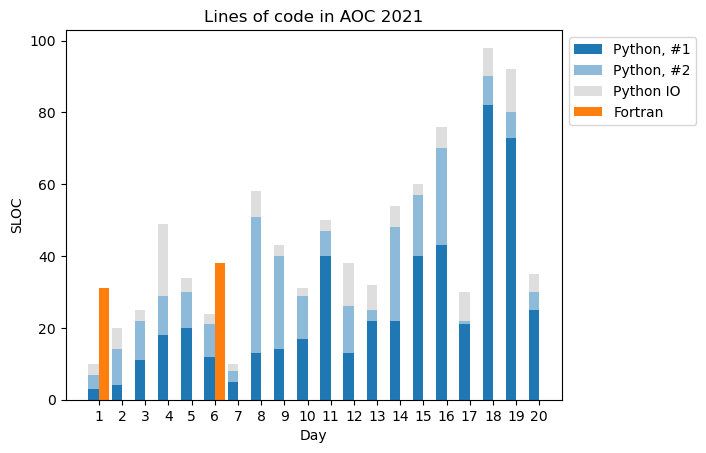 Lines of code in AOC 2021
100
80
60
40
20
0
SLOC
1 2 3 4 5 6 7 8 9 10 11 12 13 14 15 16 17 18 19 20
Day
Python, #1
Python, #2
Python IO
Fortran